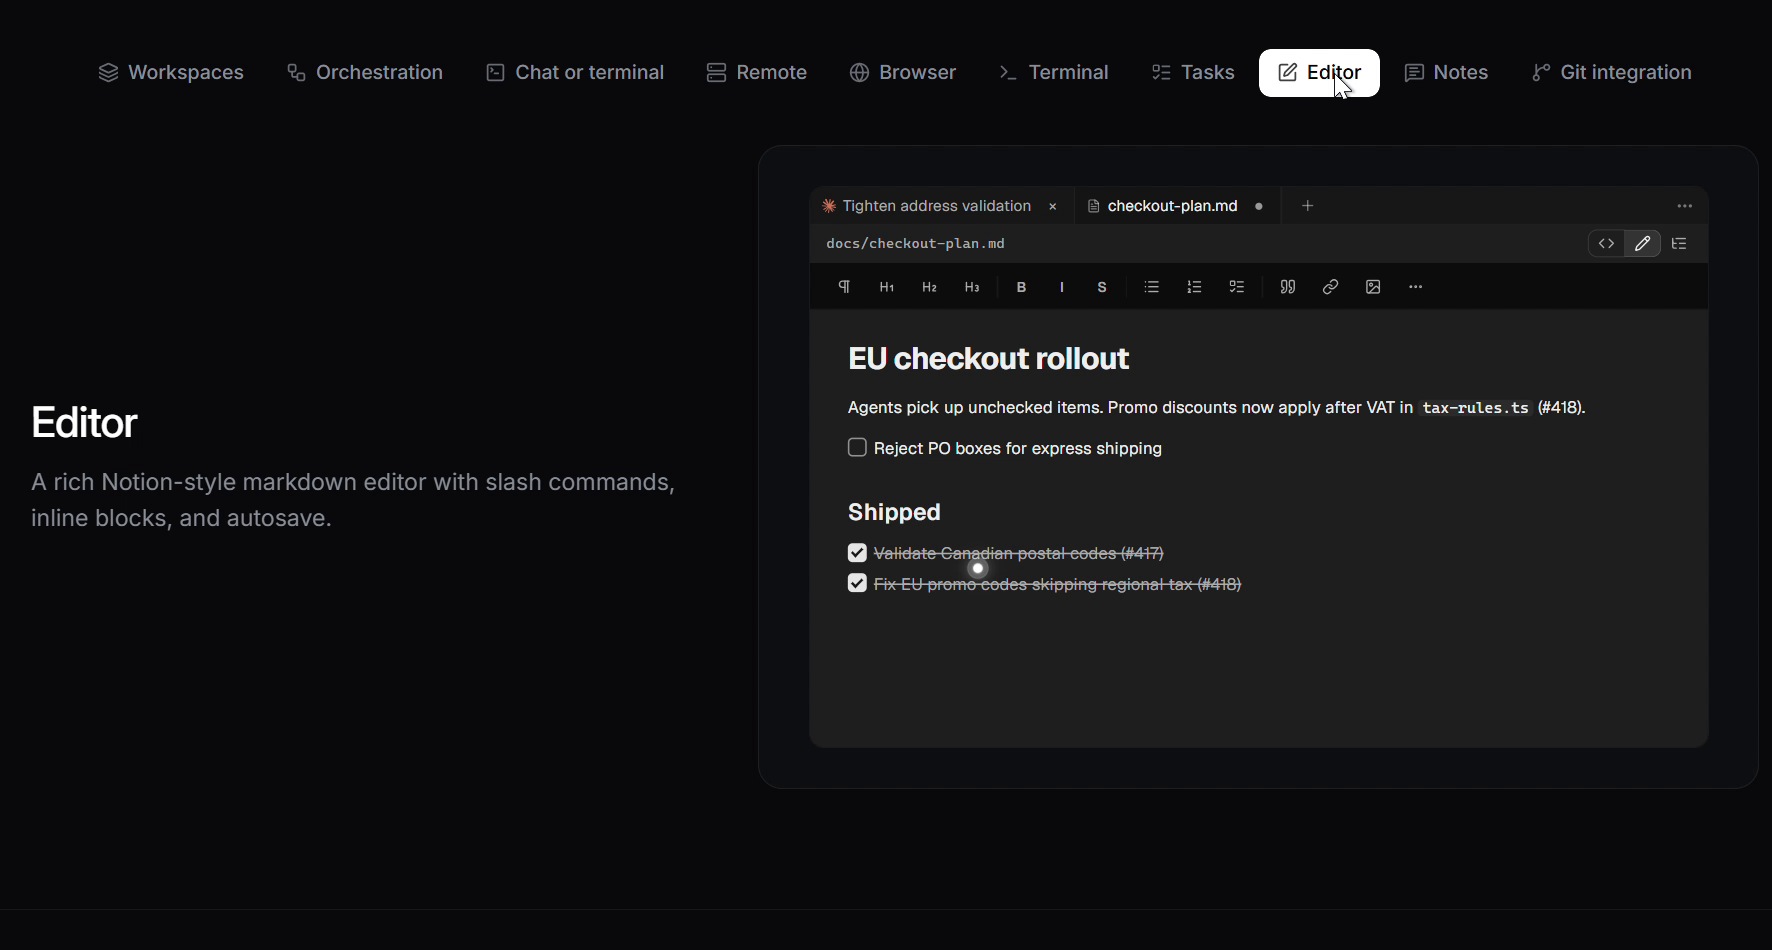 Workspaces
Orchestration
Chat or terminal
Remote
Browser
Terminal
Tasks
Editor
Notes
Git integration
Editor
A rich Notion-style markdown editor with slash commands,
inline blocks, and autosave.
Tighten address validation
checkout-plan.md
docs/checkout-plan.md
H1 H2 H3 B I S
EU checkout rollout
Agents pick up unchecked items. Promo discounts now apply after VAT in tax-rules.ts (#418).
Reject PO boxes for express shipping
Shipped
Validate Canadian postal codes (#417)
Fix EU promo codes skipping regional tax (#418)